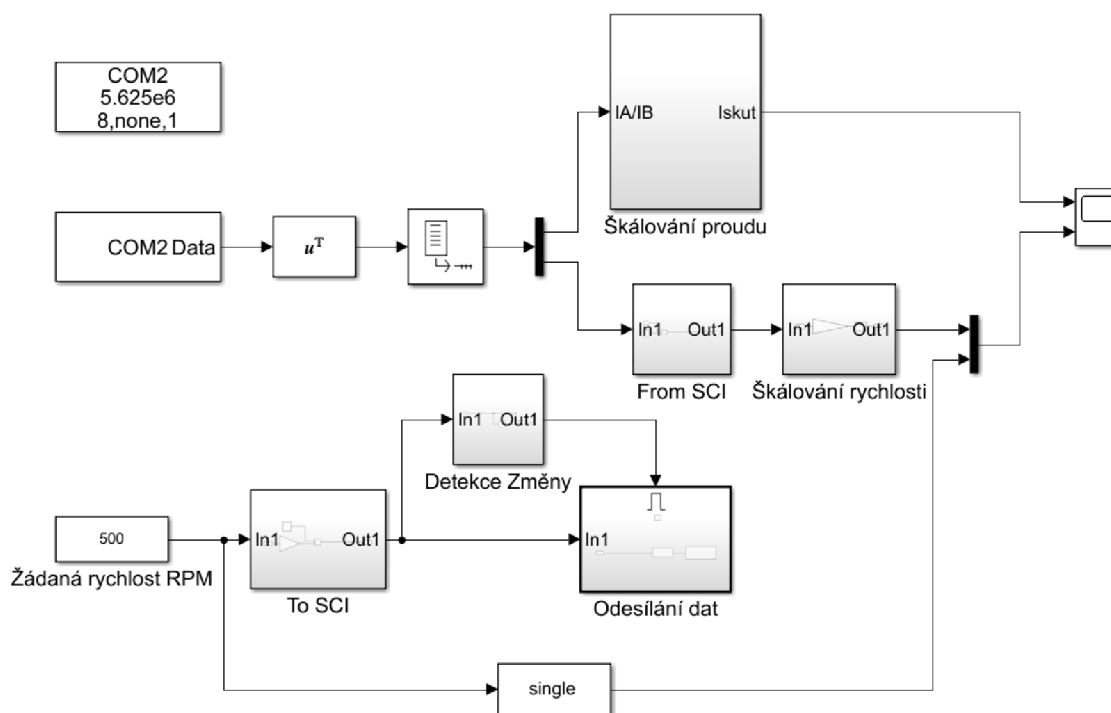 COM2
5.625e6
8,none,1
IA/IB
Iskut
Škálování proudu
COM2 Data
uᵀ
In1
Out1
From SCI
In1
Out1
Škálování rychlosti
In1
Out1
Detekce Změny
500
Žádaná rychlost RPM
In1
Out1
To SCI
In1
Odesílání dat
single